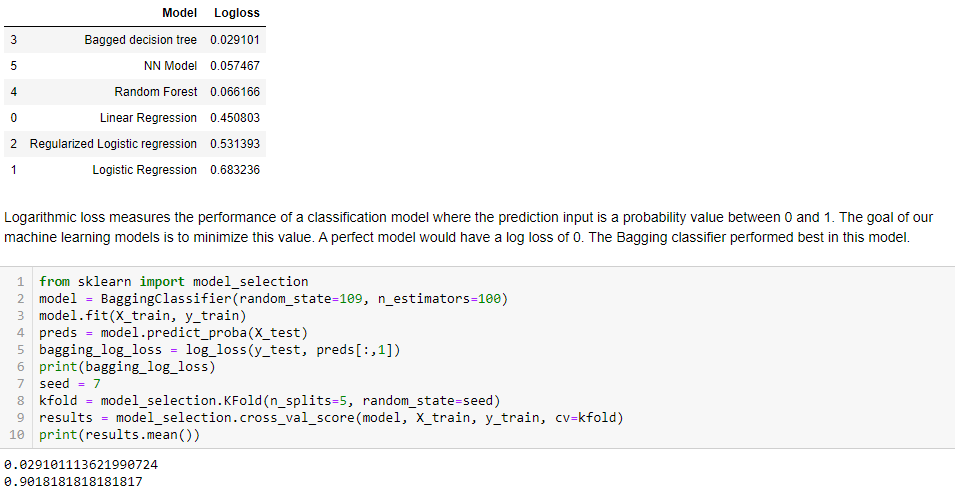 Model Logloss
3 Bagged decision tree 0.029101
5 NN Model 0.057467
4 Random Forest 0.066166
0 Linear Regression 0.450803
2 Regularized Logistic regression 0.531393
1 Logistic Regression 0.683236
Logarithmic loss measures the performance of a classification model where the prediction input is a probability value between 0 and 1. The goal of our
machine learning models is to minimize this value. A perfect model would have a log loss of 0. The Bagging classifier performed best in this model.
1 from sklearn import model_selection
2 model = BaggingClassifier(random_state=109, n_estimators=100)
3 model.fit(X_train, y_train)
4 preds = model.predict_proba(X_test)
5 bagging_log_loss = log_loss(y_test, preds[:,1])
6 print(bagging_log_loss)
7 seed = 7
8 kfold = model_selection.KFold(n_splits=5, random_state=seed)
9 results = model_selection.cross_val_score(model, X_train, y_train, cv=kfold)
10 print(results.mean())
0.029101113621990724
0.9018181818181817